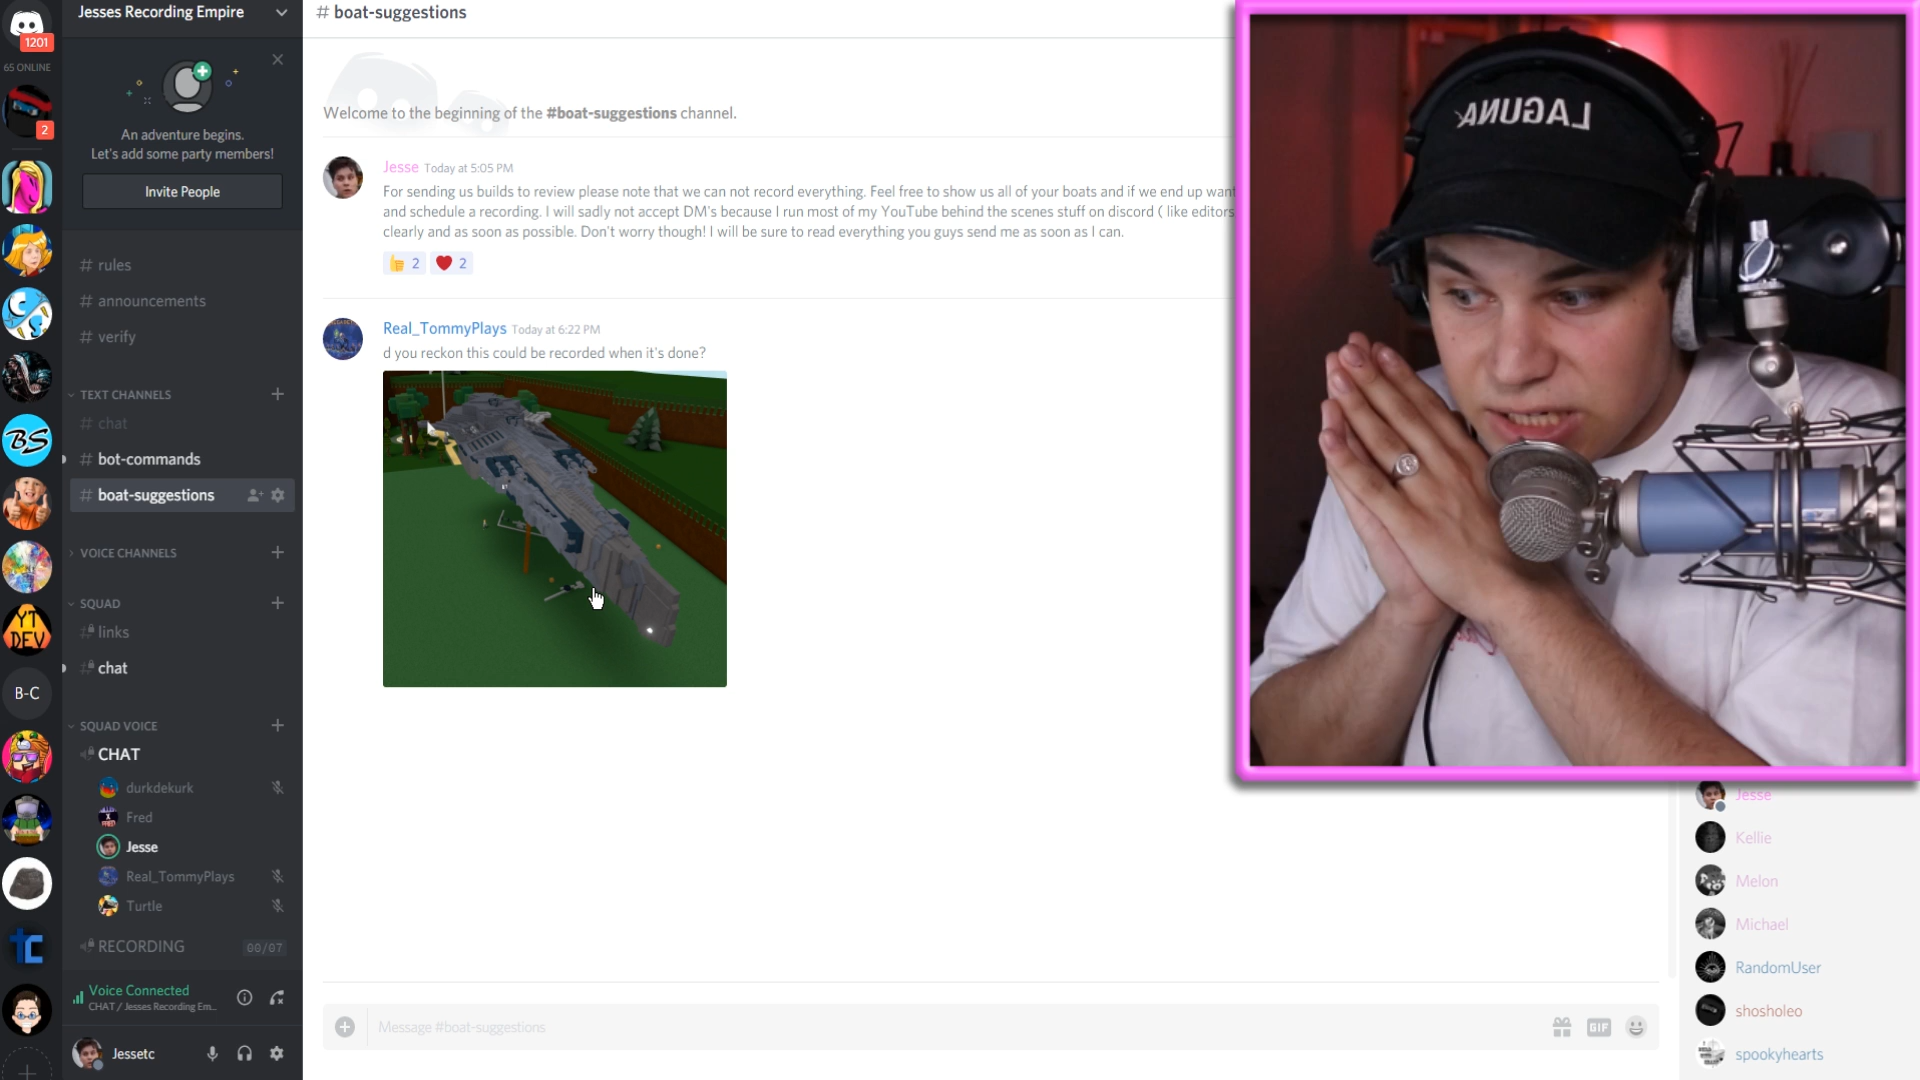 Jesses Recording Empire
# boat-suggestions
1201
65 ONLINE
2
An adventure begins.
Let's add some party members!
Invite People
Welcome to the beginning of the #boat-suggestions channel.
Jesse Today at 5:05 PM
For sending us builds to review please note that we can not record everything. Feel free to show us all of your boats and if we end up want
and schedule a recording. I will sadly not accept DM's because I run most of my YouTube behind the scenes stuff on discord ( like editors
clearly and as soon as possible. Don't worry though! I will be sure to read everything you guys send me as soon as I can.
2 2
Real_TommyPlays Today at 6:22 PM
d you reckon this could be recorded when it's done?
# rules
# announcements
# verify
TEXT CHANNELS
# chat
# bot-commands
# boat-suggestions
VOICE CHANNELS
SQUAD
# links
# chat
SQUAD VOICE
CHAT
durkdekurk
Fred
Jesse
Real_TommyPlays
Turtle
RECORDING 00/07
Voice Connected
CHAT / Jesses Recording Em...
Jessetc
BS
YT
DEV
B-C
TC
Message #boat-suggestions
GIF
LAGUNA
Jesse
Kellie
Melon
Michael
RandomUser
shosholeo
spookyhearts